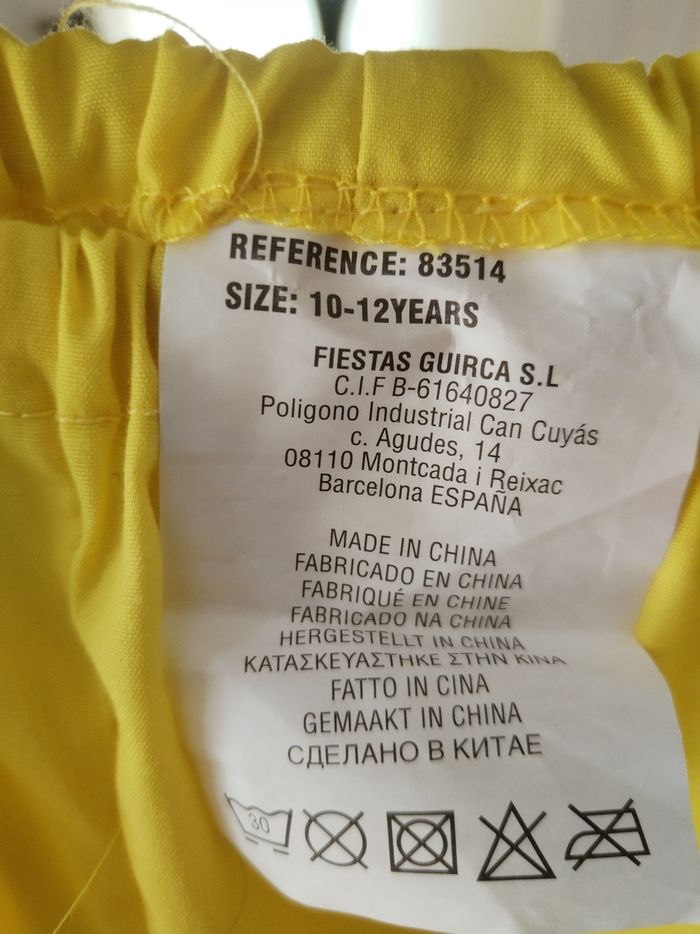 REFERENCE: 83514
SIZE: 10-12YEARS
FIESTAS GUIRCA S.L
C.I.F B-61640827
Poligono Industrial Can Cuyás
c. Agudes, 14
08110 Montcada i Reixac
Barcelona ESPAÑA
MADE IN CHINA
FABRICADO EN CHINA
FABRIQUÉ EN CHINE
FABRICADO NA CHINA
HERGESTELLT IN CHINA
ΚΑΤΑΣΚΕΥΑΣΤΗΚΕ ΣΤΗΝ ΚΙΝΑ
FATTO IN CINA
GEMAAKT IN CHINA
СДЕЛАНО В КИТАЕ
30